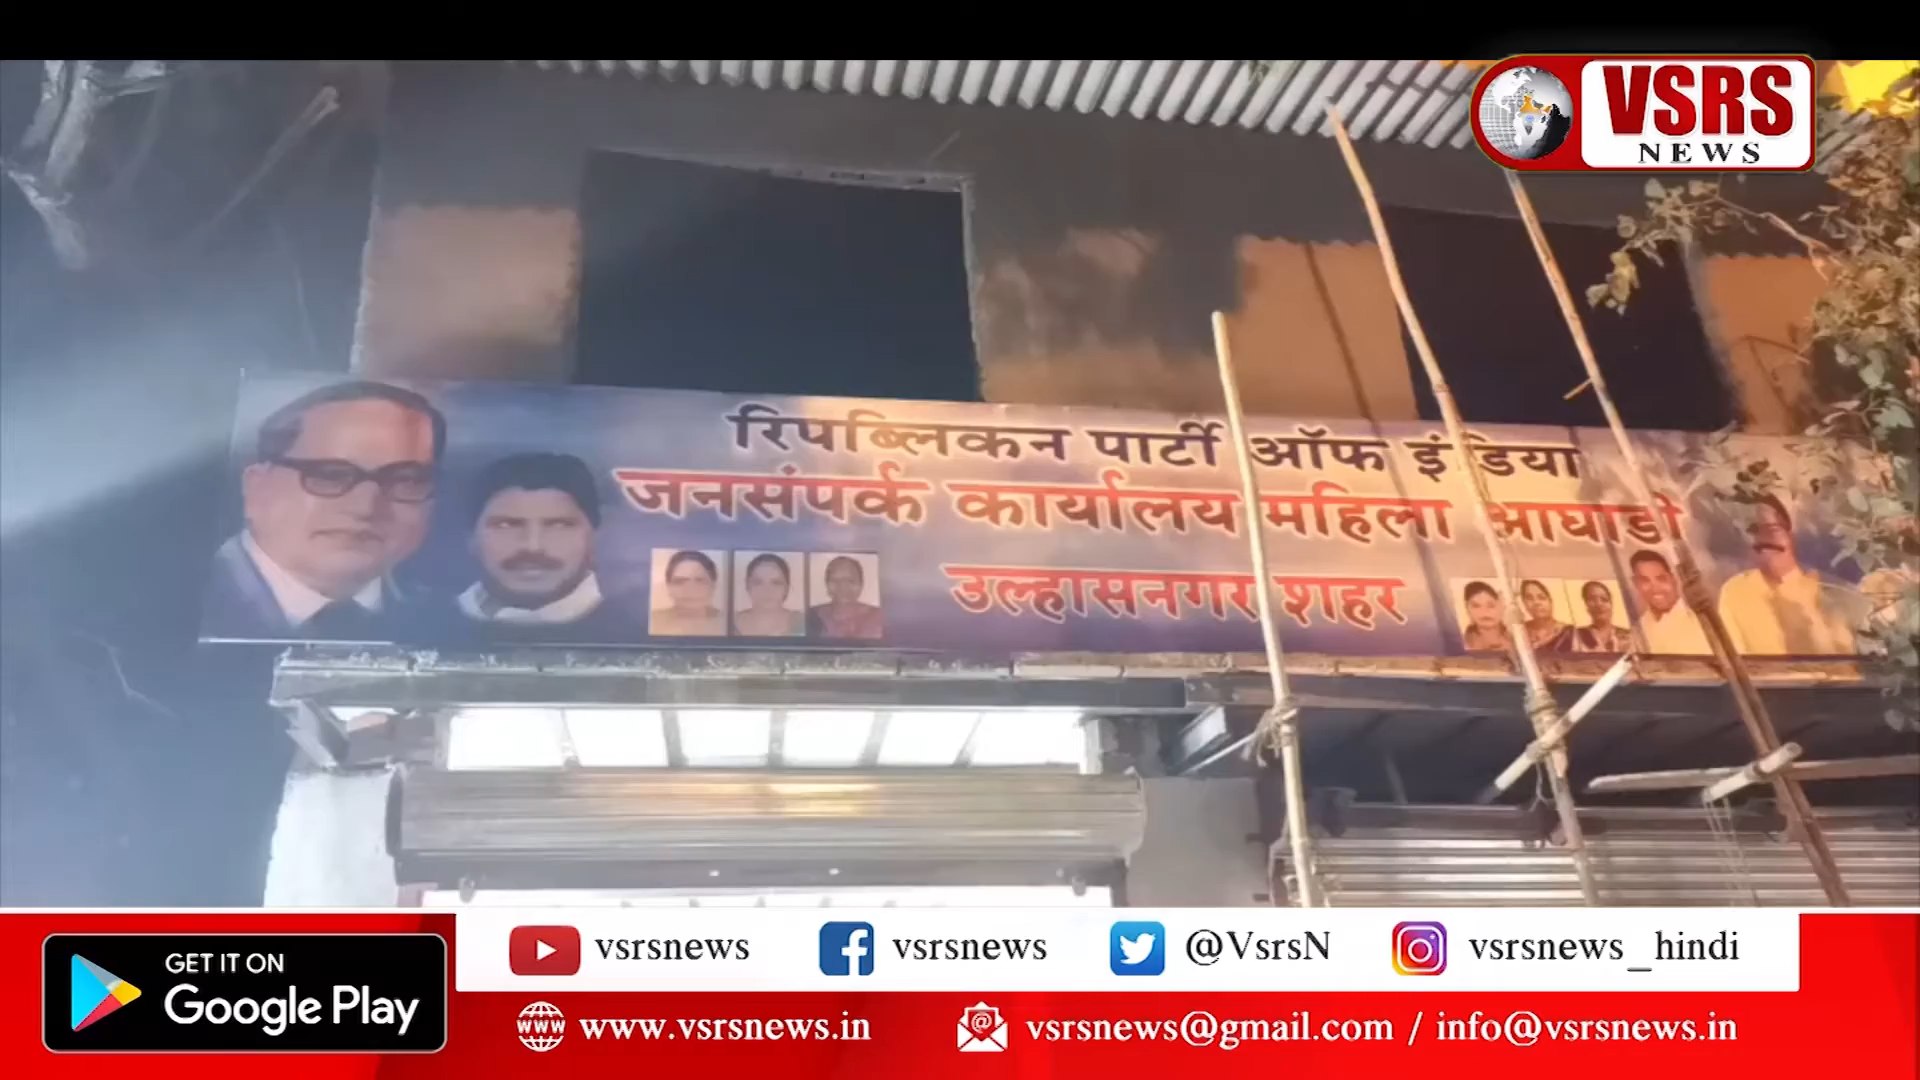 VSRS
NEWS
रिपब्लिकन पार्टी ऑफ इंडिया
जनसंपर्क कार्यालय महिला आघाडी
उल्हासनगर शहर
GET IT ON
Google Play
vsrsnews
vsrsnews
@VsrsN
vsrsnews_hindi
www.vsrsnews.in
vsrsnews@gmail.com / info@vsrsnews.in